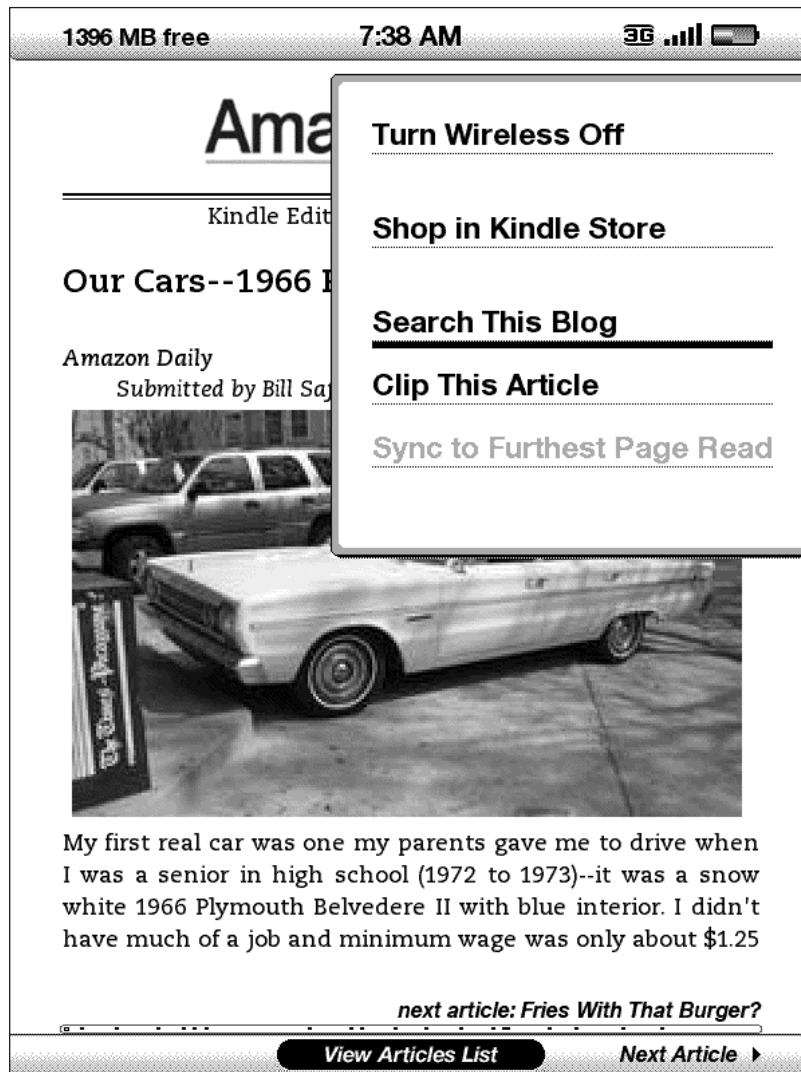 1396 MB free 7:38 AM 3G
Ama
Kindle Edit
Our Cars--1966
Amazon Daily
Submitted by Bill Saf
Turn Wireless Off
Shop in Kindle Store
Search This Blog
Clip This Article
Sync to Furthest Page Read
The Times-Picayune
My first real car was one my parents gave me to drive when
I was a senior in high school (1972 to 1973)--it was a snow
white 1966 Plymouth Belvedere II with blue interior. I didn't
have much of a job and minimum wage was only about $1.25
next article: Fries With That Burger?
View Articles List Next Article